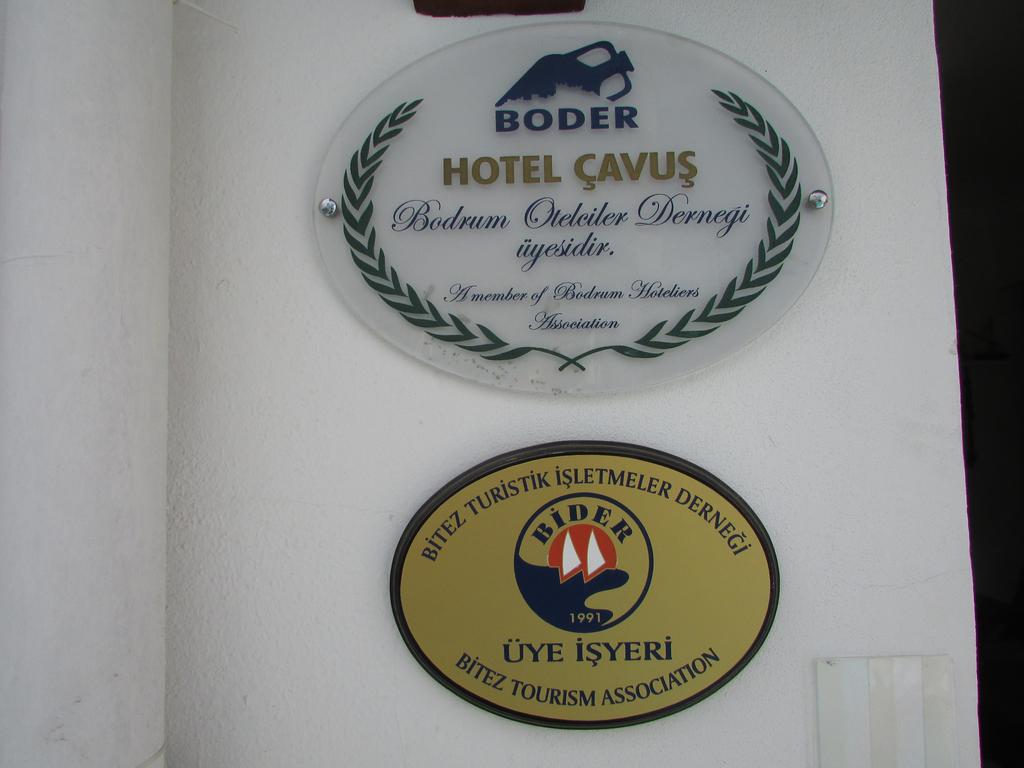 BODER
HOTEL ÇAVUŞ
Bodrum Otelciler Derneği
üyesidir.
A member of Bodrum Hoteliers
Association
BİTEZ TURİSTİK İŞLETMELER DERNEĞİ
BİDER
1991
ÜYE İŞYERİ
BİTEZ TOURISM ASSOCIATION